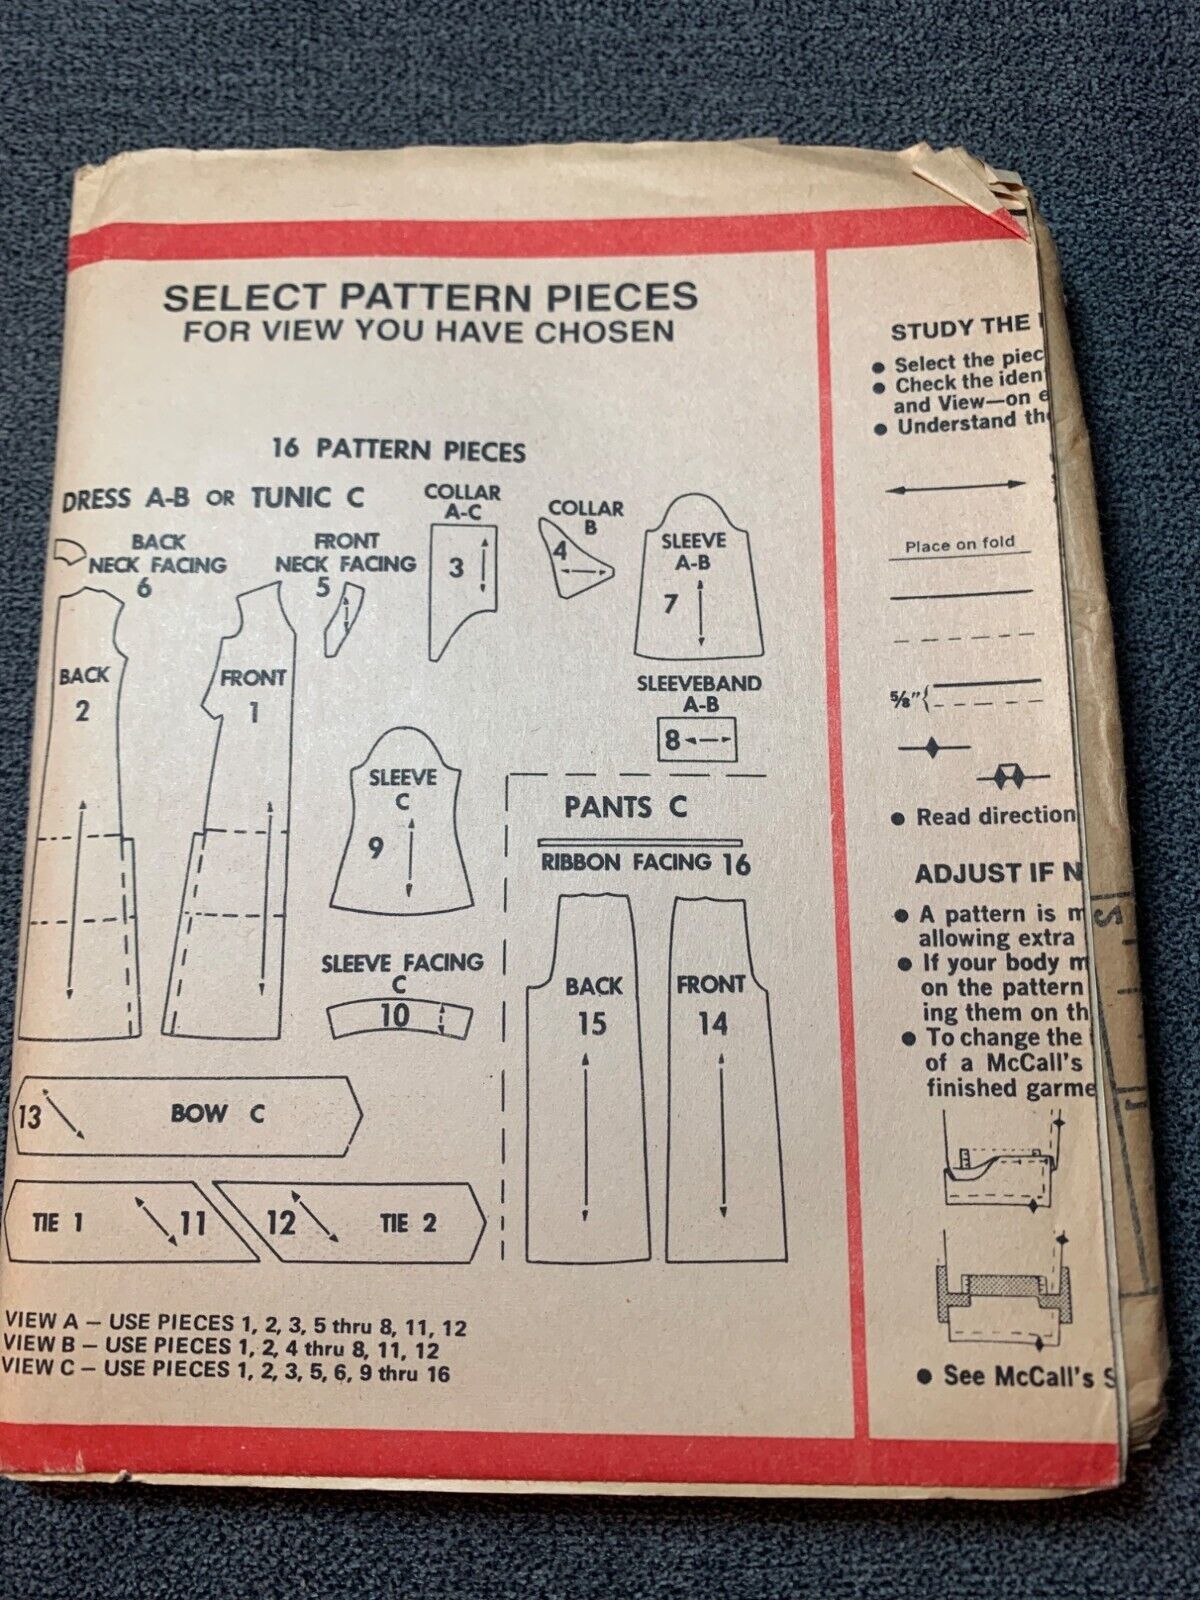 SELECT PATTERN PIECES
FOR VIEW YOU HAVE CHOSEN
16 PATTERN PIECES
DRESS A-B OR TUNIC C
BACK
NECK FACING
6
FRONT
NECK FACING
5
COLLAR
A-C
3
COLLAR
B
4
SLEEVE
A-B
7
BACK
2
FRONT
1
SLEEVEBAND
A-B
8
SLEEVE
C
9
SLEEVE FACING
C
10
PANTS C
RIBBON FACING 16
BACK
15
FRONT
14
13
BOW C
TIE 1
11
12
TIE 2
VIEW A – USE PIECES 1, 2, 3, 5 thru 8, 11, 12
VIEW B – USE PIECES 1, 2, 4 thru 8, 11, 12
VIEW C – USE PIECES 1, 2, 3, 5, 6, 9 thru 16
STUDY THE
● Select the piec
● Check the iden
and View—on e
● Understand the
Place on fold
5/8"
● Read direction
ADJUST IF N
● A pattern is m
allowing extra
● If your body m
on the pattern
ing them on th
● To change the
of a McCall's
finished garme
● See McCall's S